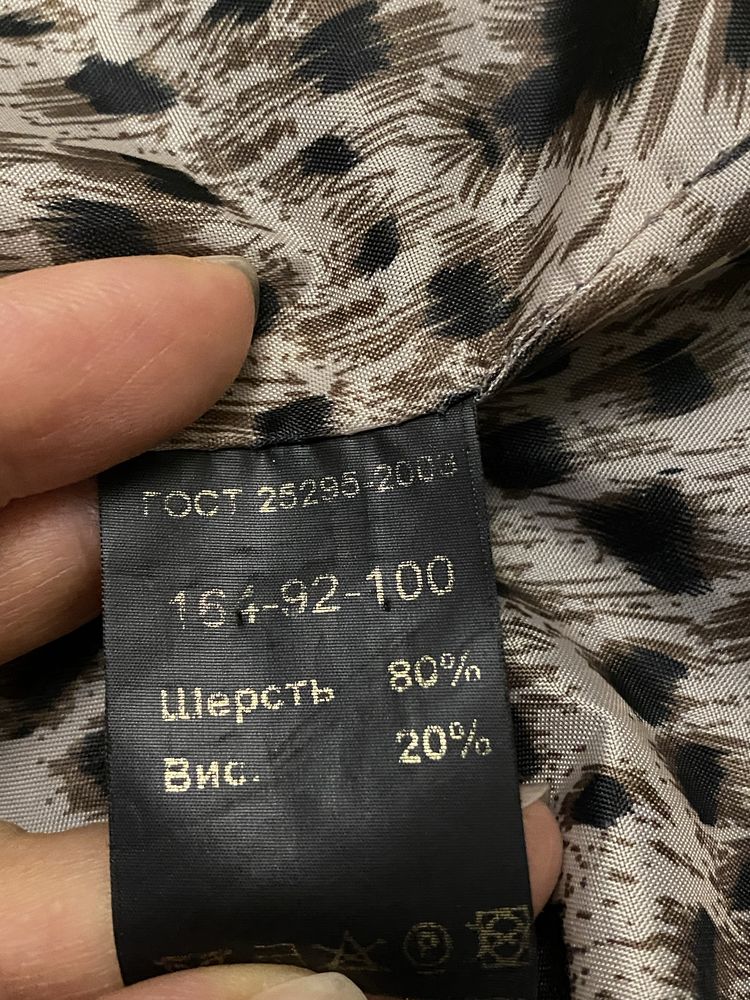 ГОСТ 25295-2003
164-92-100
Шерсть 80%
Вис. 20%
P